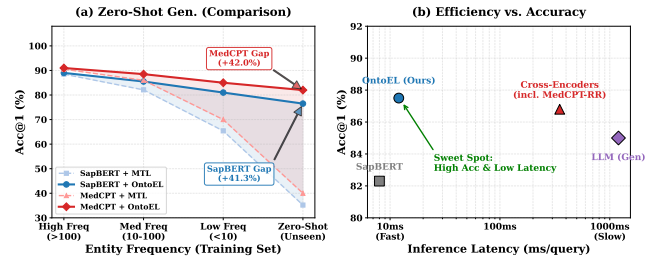 (a) Zero-Shot Gen. (Comparison)
Acc@1 (%)
100
90
80
70
60
50
40
30
MedCPT Gap
(+42.0%)
SapBERT Gap
(+41.3%)
SapBERT + MTL
SapBERT + OntoEL
MedCPT + MTL
MedCPT + OntoEL
High Freq
(>100)
Med Freq
(10-100)
Low Freq
(<10)
Zero-Shot
(Unseen)
Entity Frequency (Training Set)
(b) Efficiency vs. Accuracy
Acc@1 (%)
92
90
88
86
84
82
80
OntoEL (Ours)
Cross-Encoders
(incl. MedCPT-RR)
Sweet Spot:
High Acc & Low Latency
LLM (Gen)
SapBERT
10ms
(Fast)
100ms
1000ms
(Slow)
Inference Latency (ms/query)